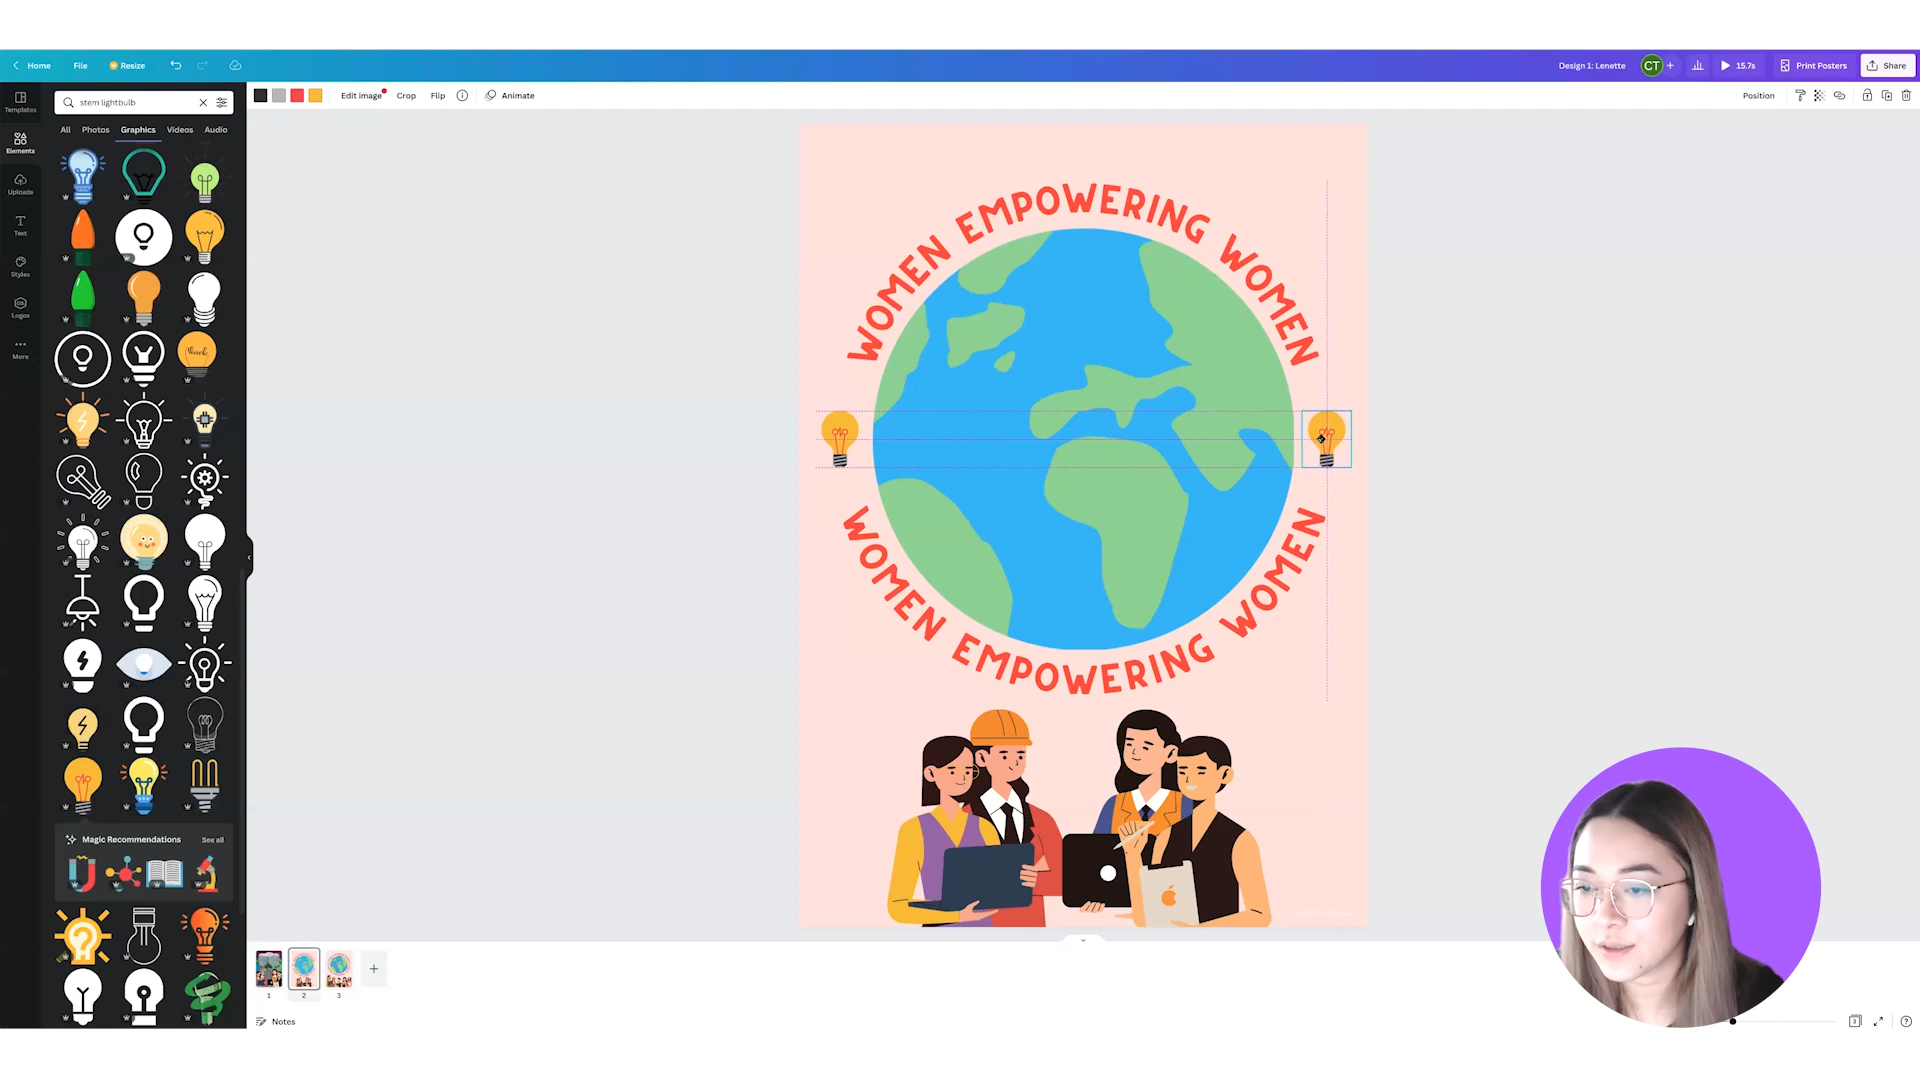 Home File Resize Design 1: Lenette CT + 15.7s Print Posters Share
stem lightbulb
Edit image Crop Flip Animate Position
Templates
All Photos Graphics Videos Audio
Elements
Uploads
Text
Styles
CO.
Logos
More
WOMEN EMPOWERING WOMEN
WOMEN EMPOWERING WOMEN
Magic Recommendations See all
1 2 3
Notes
3